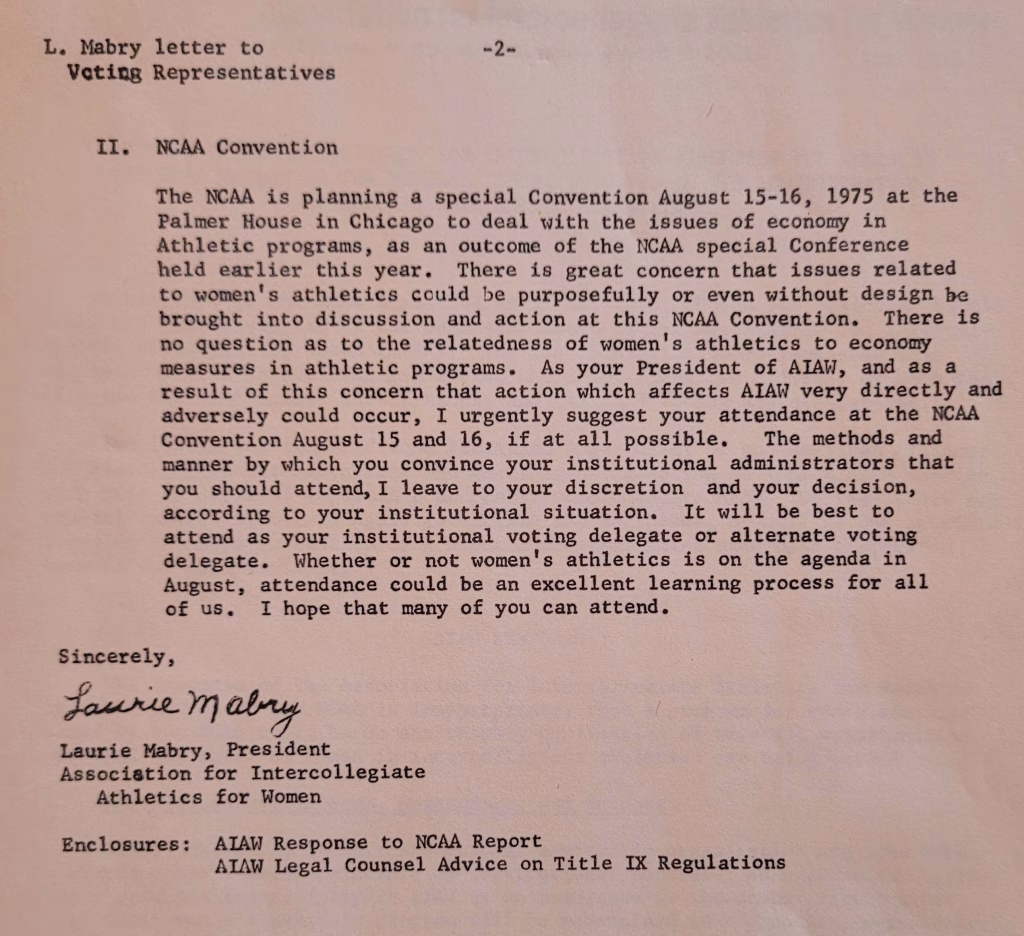 L. Mabry letter to -2-
Voting Representatives
II. NCAA Convention
The NCAA is planning a special Convention August 15-16, 1975 at the
Palmer House in Chicago to deal with the issues of economy in
Athletic programs, as an outcome of the NCAA special Conference
held earlier this year. There is great concern that issues related
to women's athletics could be purposefully or even without design be
brought into discussion and action at this NCAA Convention. There is
no question as to the relatedness of women's athletics to economy
measures in athletic programs. As your President of AIAW, and as a
result of this concern that action which affects AIAW very directly and
adversely could occur, I urgently suggest your attendance at the NCAA
Convention August 15 and 16, if at all possible. The methods and
manner by which you convince your institutional administrators that
you should attend, I leave to your discretion and your decision,
according to your institutional situation. It will be best to
attend as your institutional voting delegate or alternate voting
delegate. Whether or not women's athletics is on the agenda in
August, attendance could be an excellent learning process for all
of us. I hope that many of you can attend.
Sincerely,
Laurie Mabry
Laurie Mabry, President
Association for Intercollegiate
Athletics for Women
Enclosures: AIAW Response to NCAA Report
AIAW Legal Counsel Advice on Title IX Regulations